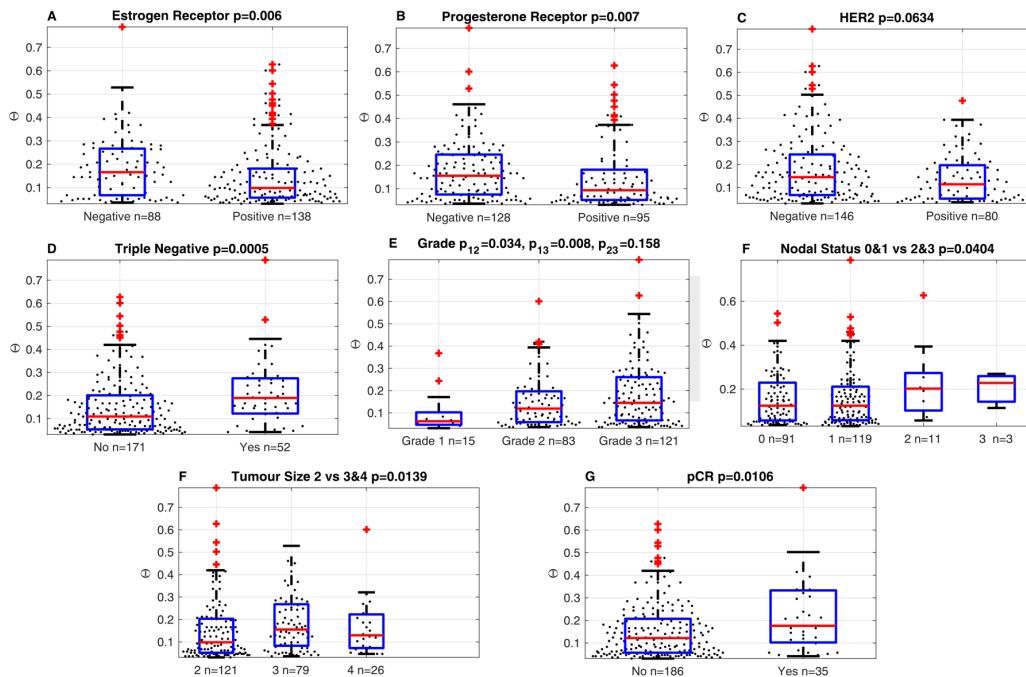 A Estrogen Receptor p=0.006
0.7
0.6
0.5
0.4
0.3
0.2
0.1
Θ
Negative n=88 Positive n=138
B Progesterone Receptor p=0.007
0.7
0.6
0.5
0.4
0.3
0.2
0.1
Θ
Negative n=128 Positive n=95
C HER2 p=0.0634
0.7
0.6
0.5
0.4
0.3
0.2
0.1
Θ
Negative n=146 Positive n=80
D Triple Negative p=0.0005
0.7
0.6
0.5
0.4
0.3
0.2
0.1
Θ
No n=171 Yes n=52
E Grade p12=0.034, p13=0.008, p23=0.158
0.7
0.6
0.5
0.4
0.3
0.2
0.1
Θ
Grade 1 n=15 Grade 2 n=83 Grade 3 n=121
F Nodal Status 0&1 vs 2&3 p=0.0404
0.7
0.6
0.5
0.4
0.3
0.2
0.1
Θ
0 n=91 1 n=119 2 n=11 3 n=3
F Tumour Size 2 vs 3&4 p=0.0139
0.7
0.6
0.5
0.4
0.3
0.2
0.1
Θ
2 n=121 3 n=79 4 n=26
G pCR p=0.0106
0.7
0.6
0.5
0.4
0.3
0.2
0.1
Θ
No n=186 Yes n=35